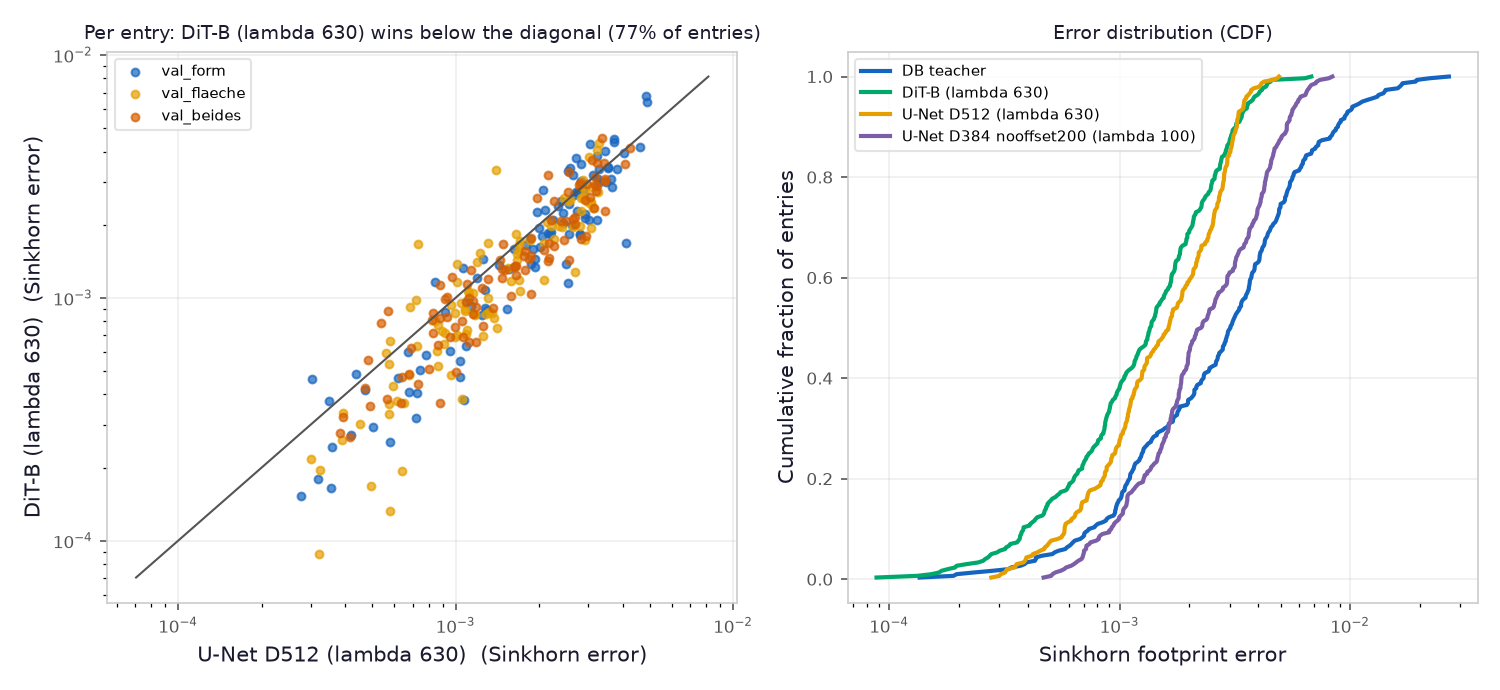 Per entry: DiT-B (lambda 630) wins below the diagonal (77% of entries)
val_form
val_flaeche
val_beides
10⁻²
10⁻³
10⁻⁴
DiT-B (lambda 630)  (Sinkhorn error)
10⁻⁴
10⁻³
10⁻²
U-Net D512 (lambda 630)  (Sinkhorn error)
Error distribution (CDF)
DB teacher
DiT-B (lambda 630)
U-Net D512 (lambda 630)
U-Net D384 nooffset200 (lambda 100)
1.0
0.8
0.6
0.4
0.2
0.0
Cumulative fraction of entries
10⁻⁴
10⁻³
10⁻²
Sinkhorn footprint error